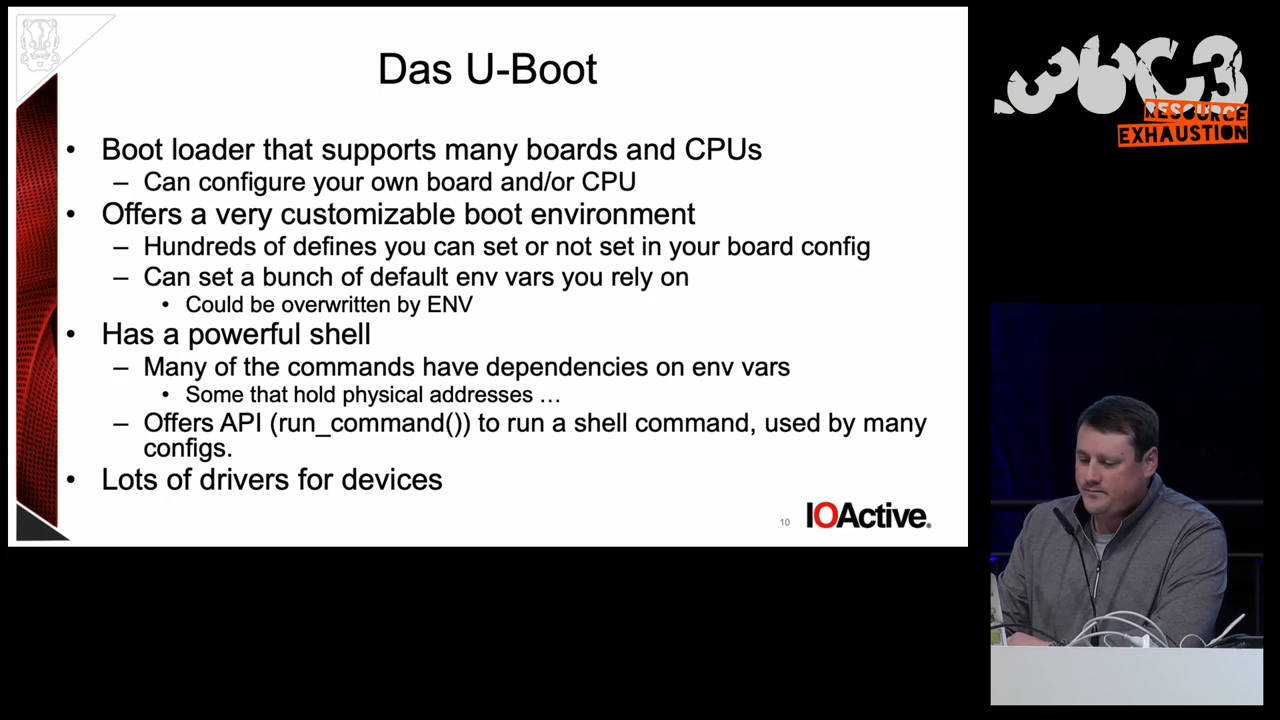 Das U-Boot
• Boot loader that supports many boards and CPUs
– Can configure your own board and/or CPU
• Offers a very customizable boot environment
– Hundreds of defines you can set or not set in your board config
– Can set a bunch of default env vars you rely on
• Could be overwritten by ENV
• Has a powerful shell
– Many of the commands have dependencies on env vars
• Some that hold physical addresses …
– Offers API (run_command()) to run a shell command, used by many
configs.
• Lots of drivers for devices
10
IOActive.
36C3
RESOURCE
EXHAUSTION